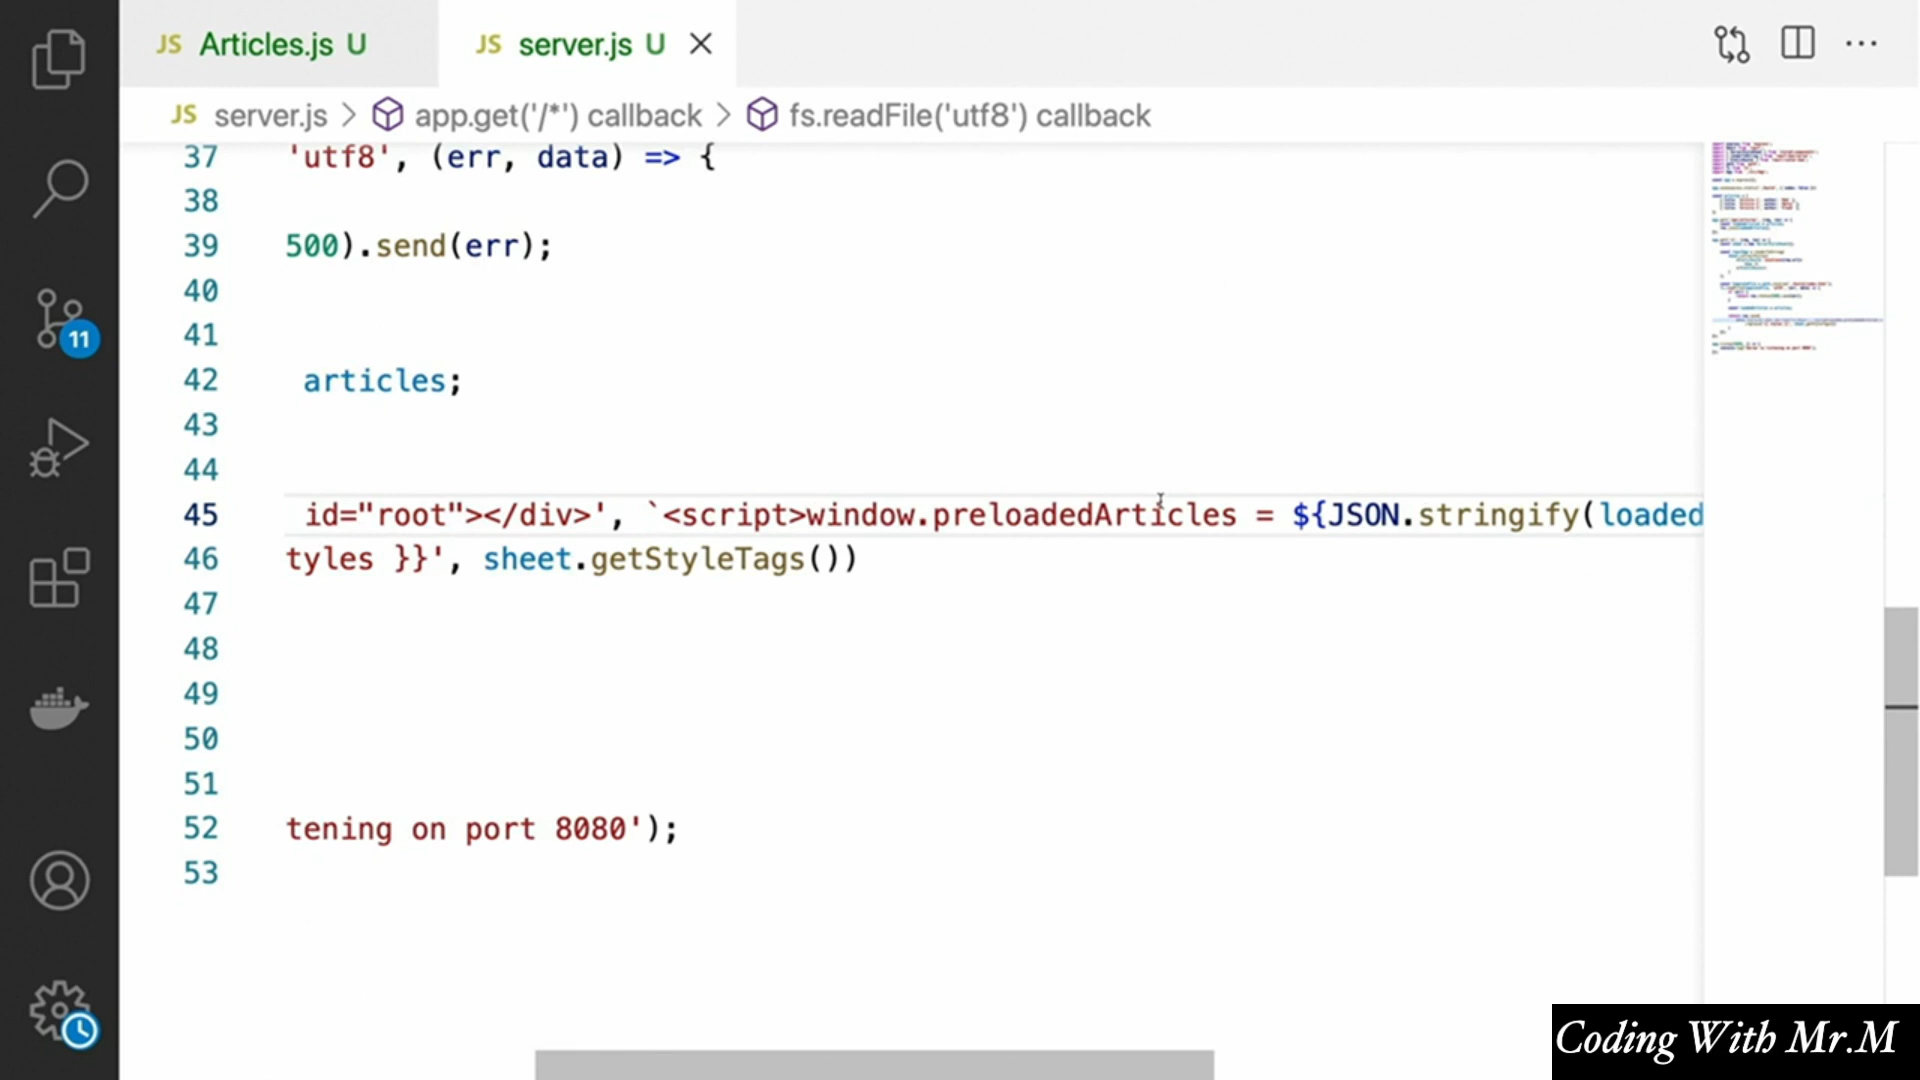 JS Articles.js U
JS server.js U
JS server.js > app.get('/*') callback > fs.readFile('utf8') callback
37 'utf8', (err, data) => {
38
39 500).send(err);
40
41
42 articles;
43
44
45 id="root"></div>', `<script>window.preloadedArticles = ${JSON.stringify(loaded
46 tyles }}', sheet.getStyleTags())
47
48
49
50
51
52 tening on port 8080');
53
11
Coding With Mr.M